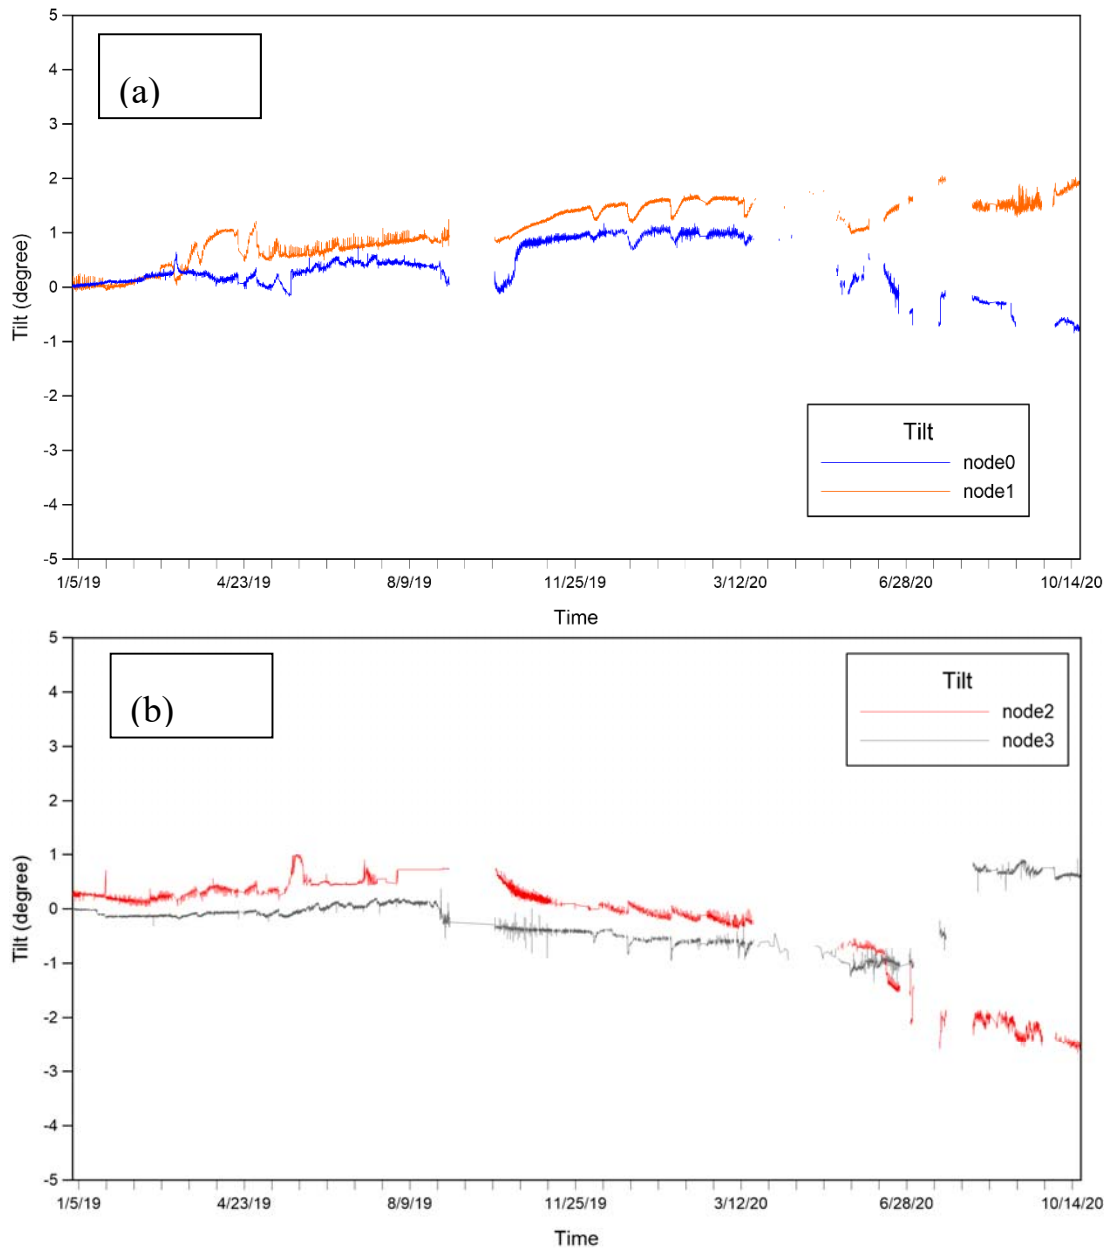 (a)
5
4
3
2
1
0
-1
-2
-3
-4
-5
Tilt (degree)
Tilt
node0
node1
1/5/19 4/23/19 8/9/19 11/25/19 3/12/20 6/28/20 10/14/20
Time
(b)
5
4
3
2
1
0
-1
-2
-3
-4
-5
Tilt (degree)
Tilt
node2
node3
1/5/19 4/23/19 8/9/19 11/25/19 3/12/20 6/28/20 10/14/20
Time